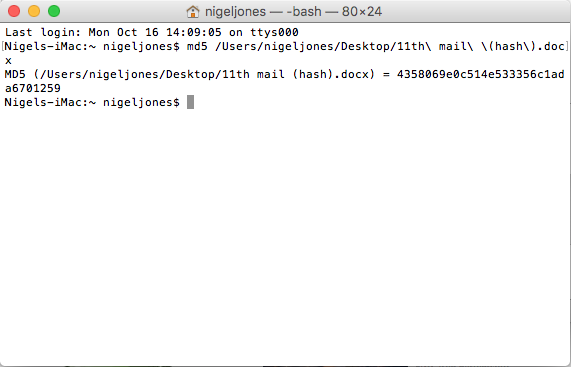 nigeljones — -bash — 80×24
Last login: Mon Oct 16 14:09:05 on ttys000
[Nigels-iMac:~ nigeljones$ md5 /Users/nigeljones/Desktop/11th\ mail\ \(hash\).doc]
x
MD5 (/Users/nigeljones/Desktop/11th mail (hash).docx) = 4358069e0c514e533356c1ad
a6701259
Nigels-iMac:~ nigeljones$